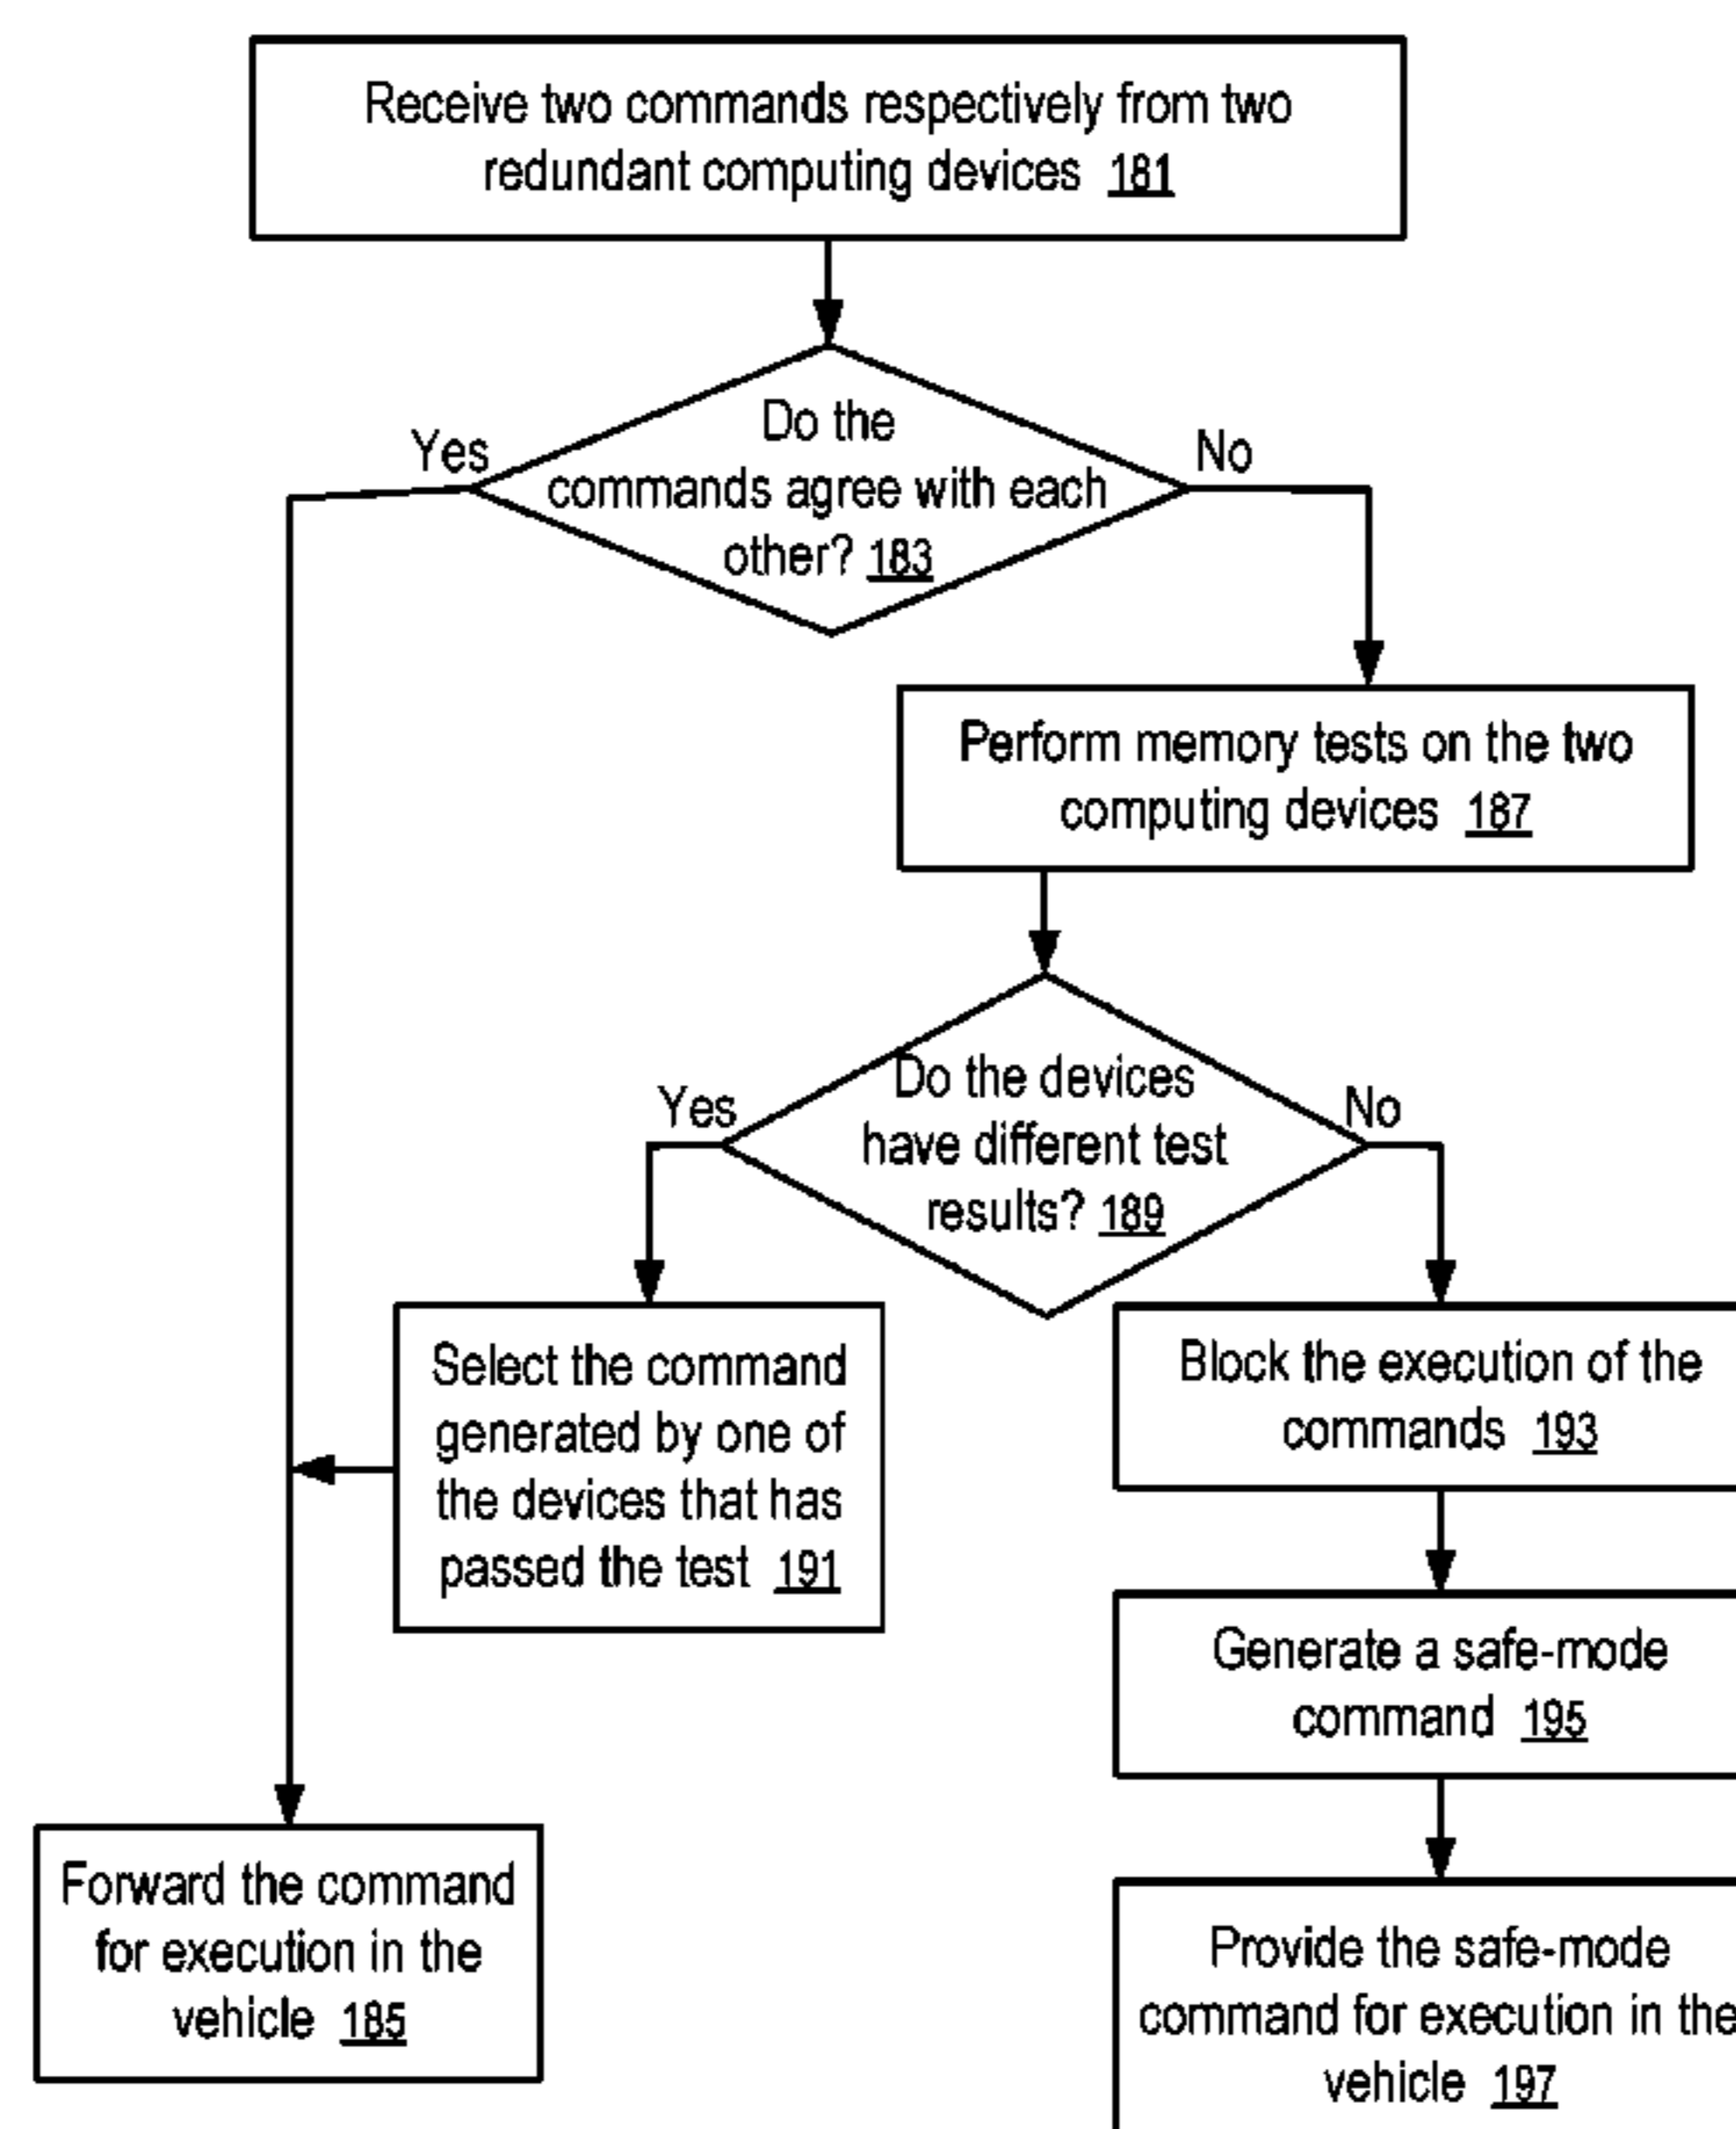 Receive two commands respectively from two
redundant computing devices 181
Do the
commands agree with each
other? 183
Yes
No
Perform memory tests on the two
computing devices 187
Do the devices
have different test
results? 189
Yes
No
Select the command
generated by one of
the devices that has
passed the test 191
Block the execution of the
commands 193
Generate a safe-mode
command 195
Forward the command
for execution in the
vehicle 185
Provide the safe-mode
command for execution in the
vehicle 197